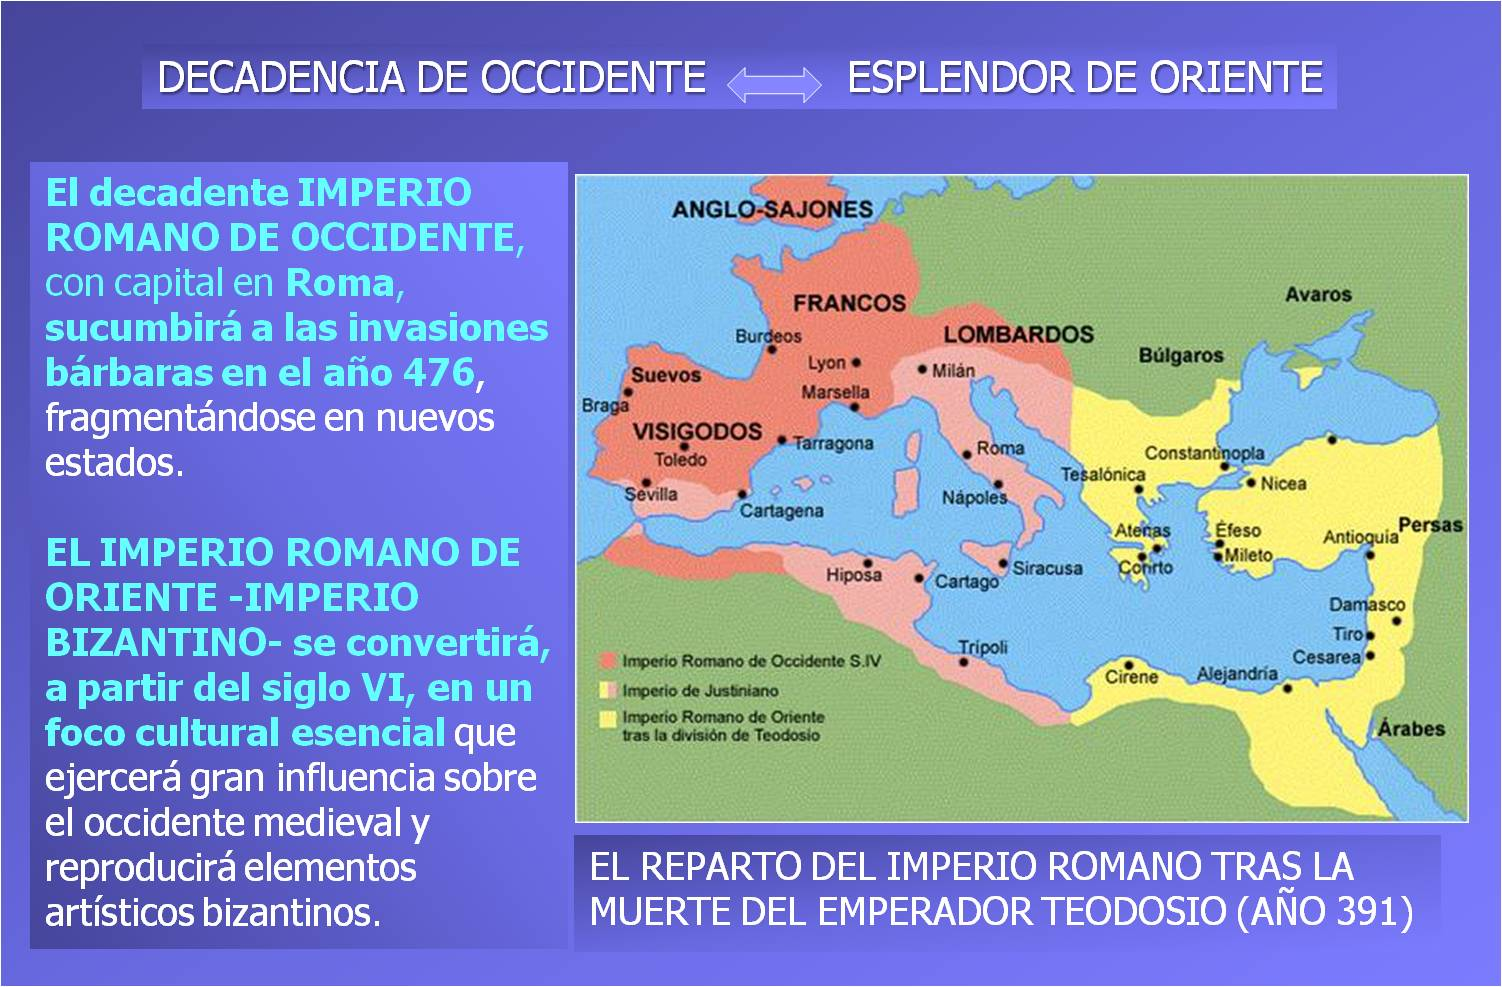 DECADENCIA DE OCCIDENTE ESPLENDOR DE ORIENTE
El decadente IMPERIO
ROMANO DE OCCIDENTE,
con capital en Roma,
sucumbirá a las invasiones
bárbaras en el año 476,
fragmentándose en nuevos
estados.
EL IMPERIO ROMANO DE
ORIENTE -IMPERIO
BIZANTINO- se convertirá,
a partir del siglo VI, en un
foco cultural esencial que
ejercerá gran influencia sobre
el occidente medieval y
reproducirá elementos
artísticos bizantinos.
ANGLO-SAJONES
FRANCOS
Avaros
LOMBARDOS
Burdeos
Búlgaros
Lyon
Milán
Suevos
Marsella
Braga
VISIGODOS
Tarragona
Roma
Toledo
Constantinopla
Tesalónica
Nicea
Sevilla
Nápoles
Cartagena
Atenas
Éfeso
Persas
Antioquía
Mileto
Corirto
Siracusa
Hiposa
Cartago
Damasco
Tiro
Trípoli
Cesarea
Cirene
Alejandría
Árabes
Imperio Romano de Occidente S.IV
Imperio de Justiniano
Imperio Romano de Oriente
tras la división de Teodosio
EL REPARTO DEL IMPERIO ROMANO TRAS LA
MUERTE DEL EMPERADOR TEODOSIO (AÑO 391)